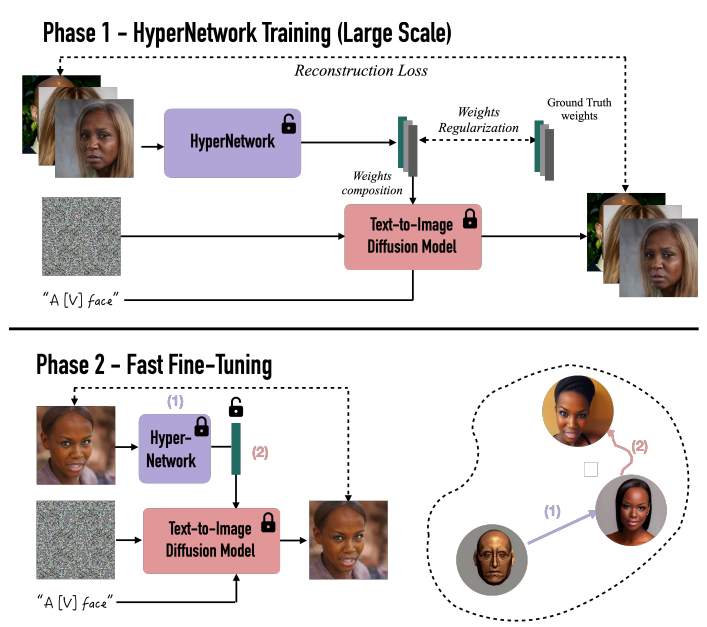 Phase 1 - HyperNetwork Training (Large Scale)
Reconstruction Loss
HyperNetwork
Weights
Regularization
Ground Truth
weights
Weights
composition
Text-to-Image
Diffusion Model
"A [V] face"
Phase 2 - Fast Fine-Tuning
(1)
Hyper-
Network
(2)
Text-to-Image
Diffusion Model
"A [V] face"
(2)
(1)